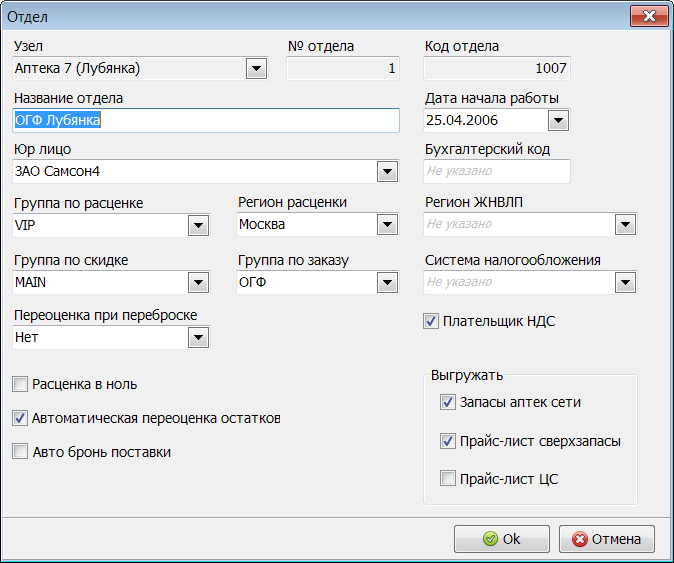 Отдел
Узел № отдела Код отдела
Аптека 7 (Лубянка) 1 1007
Название отдела Дата начала работы
ОГФ Лубянка 25.04.2006
Юр лицо Бухгалтерский код
ЗАО Самсон4 Не указано
Группа по расценке Регион расценки Регион ЖНВЛП
VIP Москва Не указано
Группа по скидке Группа по заказу Система налогообложения
MAIN ОГФ Не указано
Переоценка при переброске
Нет
Плательщик НДС
Расценка в ноль
Автоматическая переоценка остатков
Авто бронь поставки
Выгружать
Запасы аптек сети
Прайс-лист сверхзапасы
Прайс-лист ЦС
Ok Отмена